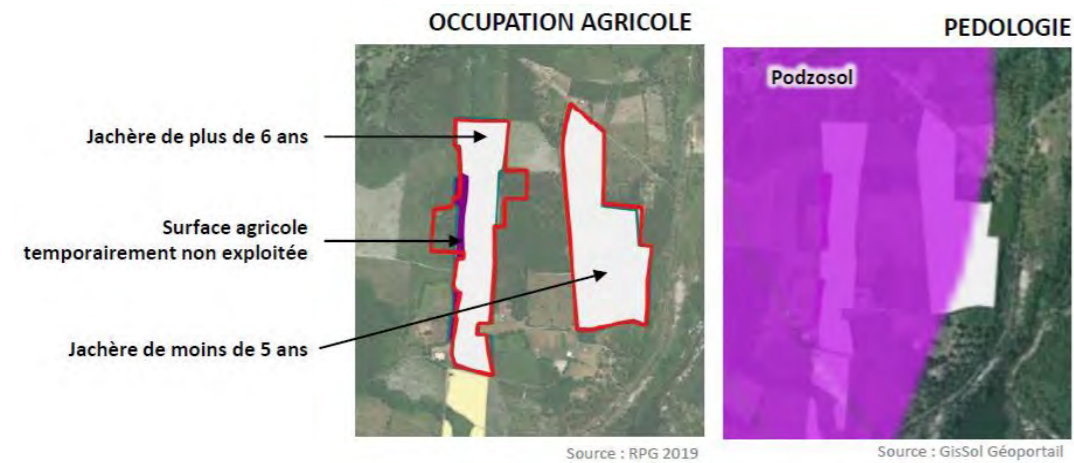 OCCUPATION AGRICOLE
PEDOLOGIE
Podzosol
Jachère de plus de 6 ans
Surface agricole
temporairement non exploitée
Jachère de moins de 5 ans
Source : RPG 2019
Source : GisSol Géoportail